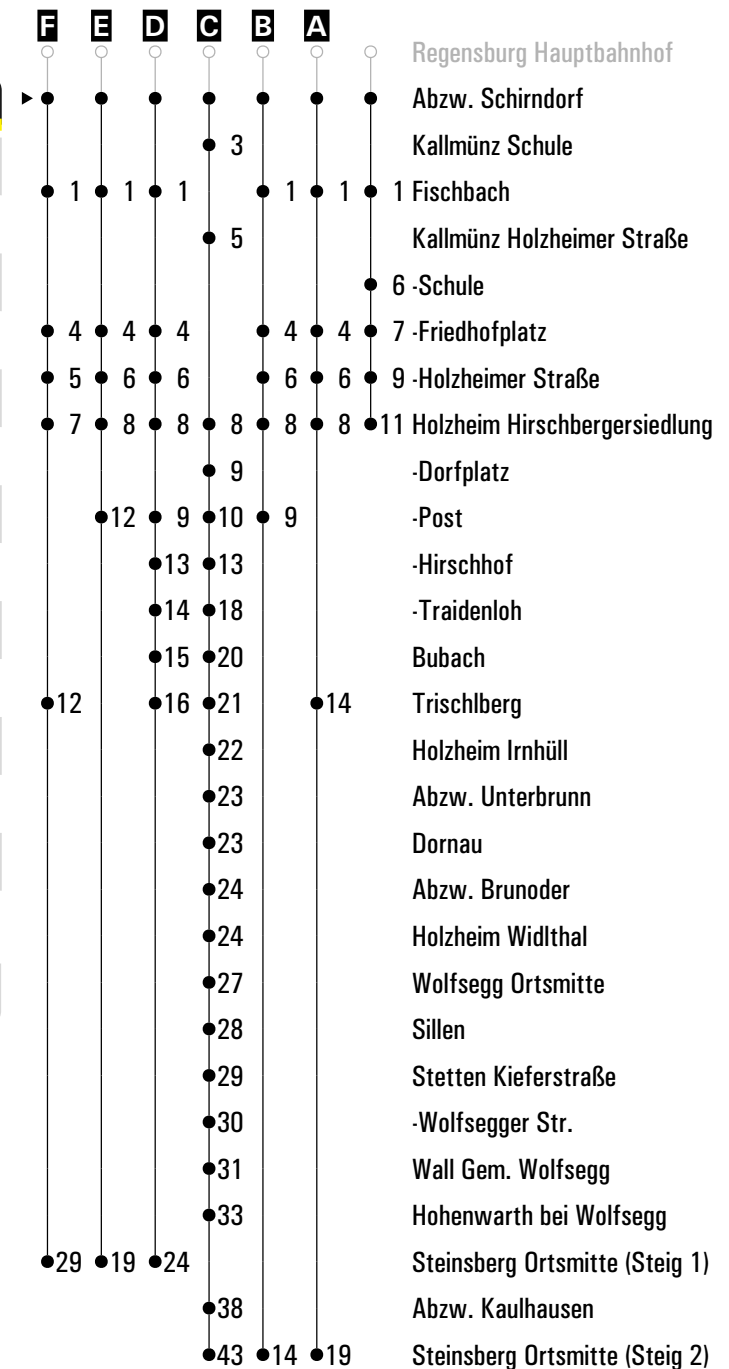 F E D C B A
Regensburg Hauptbahnhof
Abzw. Schirndorf
3 Kallmünz Schule
1 1 1 1 1 1 Fischbach
5 Kallmünz Holzheimer Straße
6 -Schule
4 4 4 4 4 7 -Friedhofplatz
5 6 6 6 6 9 -Holzheimer Straße
7 8 8 8 8 8 11 Holzheim Hirschbergersiedlung
9 -Dorfplatz
12 9 10 9 -Post
13 13 -Hirschhof
14 18 -Traidenloh
15 20 Bubach
12 16 21 14 Trischlberg
22 Holzheim Irnhüll
23 Abzw. Unterbrunn
23 Dornau
24 Abzw. Brunoder
24 Holzheim Widlthal
27 Wolfsegg Ortsmitte
28 Sillen
29 Stetten Kieferstraße
30 -Wolfsegger Str.
31 Wall Gem. Wolfsegg
33 Hohenwarth bei Wolfsegg
29 19 24 Steinsberg Ortsmitte (Steig 1)
38 Abzw. Kaulhausen
43 14 19 Steinsberg Ortsmitte (Steig 2)